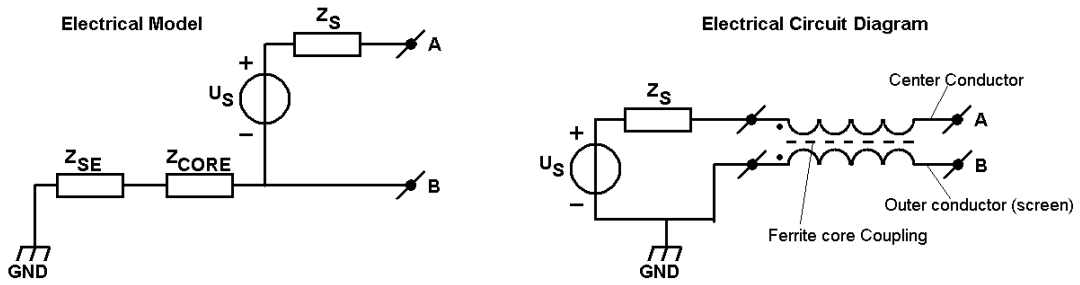 Electrical Model
ZS
A
+
US
−
ZSE
ZCORE
B
GND
Electrical Circuit Diagram
Center Conductor
ZS
A
+
US
−
B
Outer conductor (screen)
Ferrite core Coupling
GND